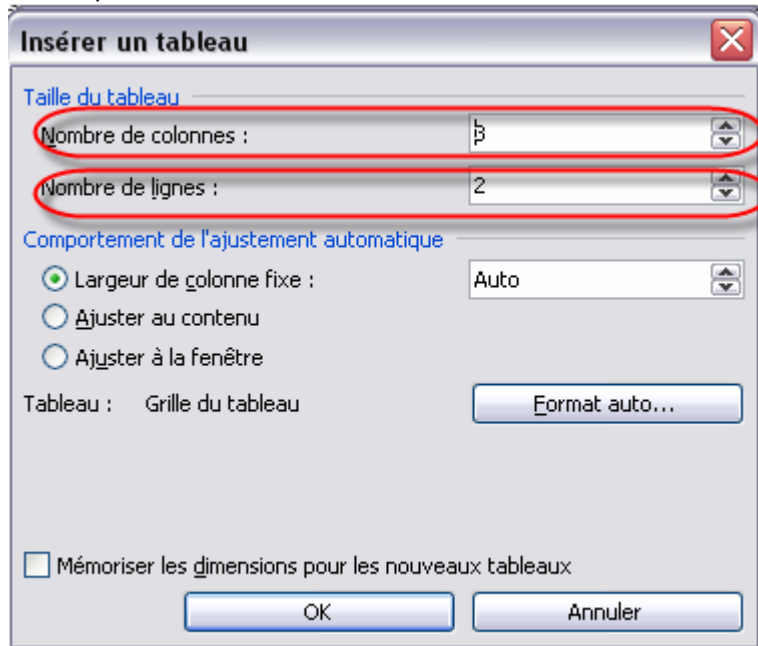 Insérer un tableau
Taille du tableau
Nombre de colonnes : 3
Nombre de lignes : 2
Comportement de l'ajustement automatique
Largeur de colonne fixe : Auto
Ajuster au contenu
Ajuster à la fenêtre
Tableau : Grille du tableau Format auto...
Mémoriser les dimensions pour les nouveaux tableaux
OK Annuler